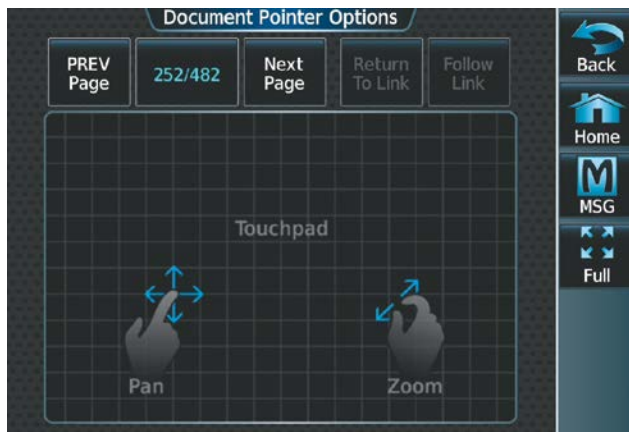 Document Pointer Options
PREV
Page
252/482
Next
Page
Return
To Link
Follow
Link
Touchpad
Pan
Zoom
Back
Home
M
MSG
Full